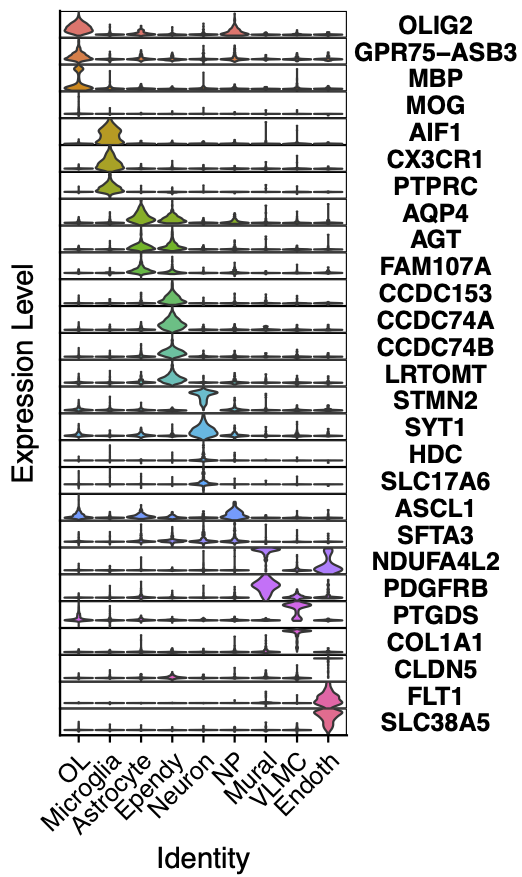 OLIG2
GPR75−ASB3
MBP
MOG
AIF1
CX3CR1
PTPRC
AQP4
AGT
FAM107A
CCDC153
CCDC74A
CCDC74B
LRTOMT
STMN2
SYT1
HDC
SLC17A6
ASCL1
SFTA3
NDUFA4L2
PDGFRB
PTGDS
COL1A1
CLDN5
FLT1
SLC38A5
Expression Level
OL
Microglia
Astrocyte
Ependy
Neuron
NP
Mural
VLMC
Endoth
Identity